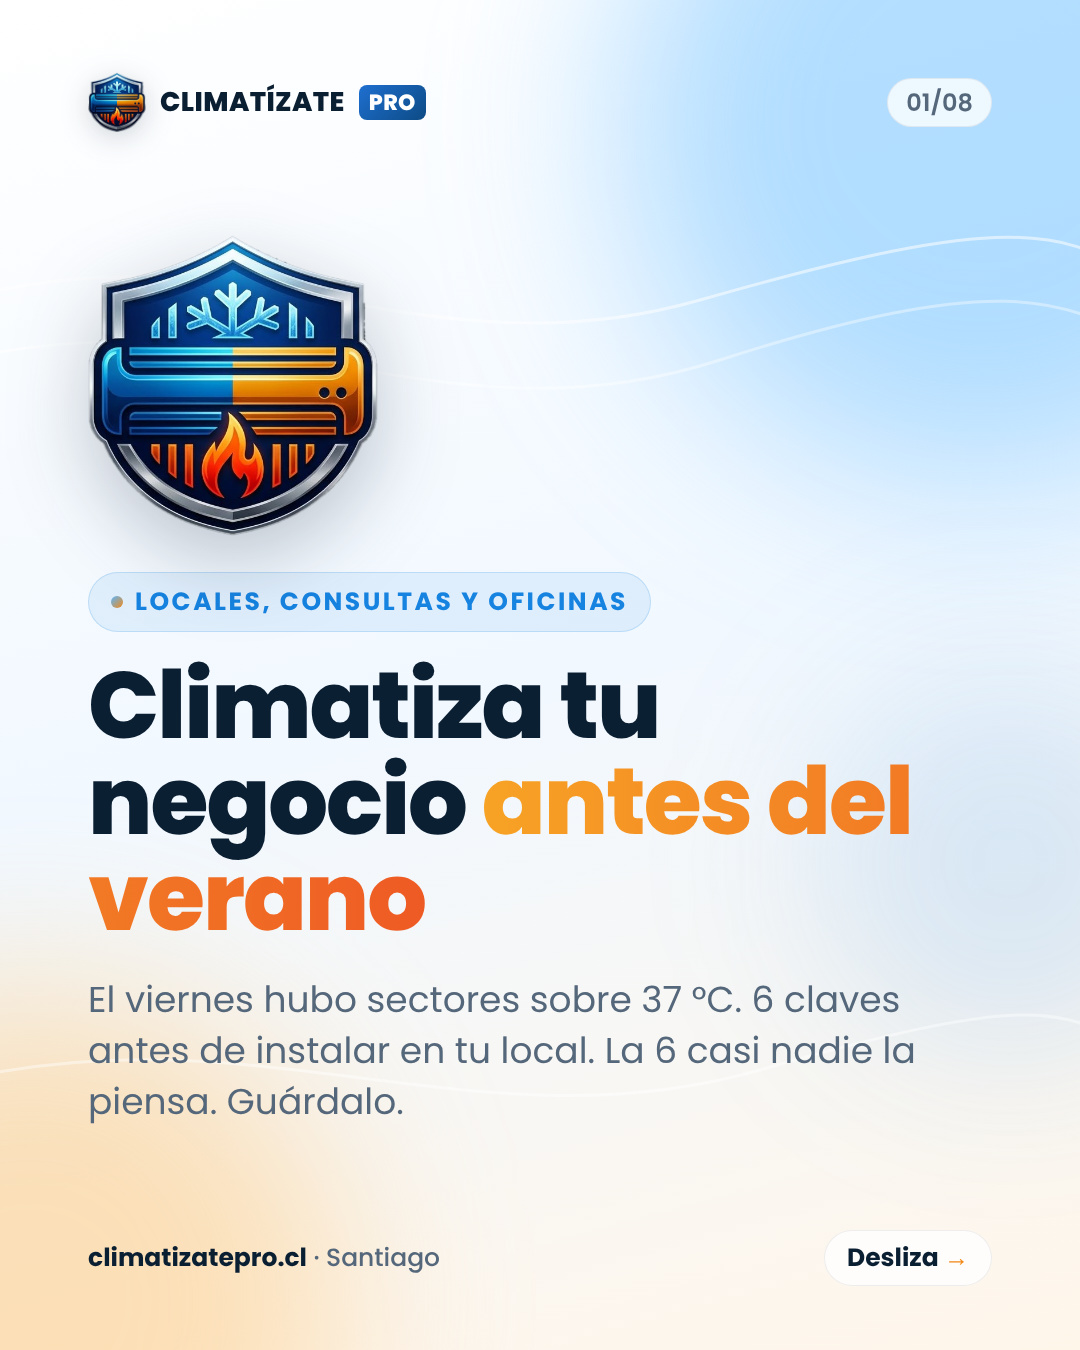 CLIMATÍZATE PRO
01/08
LOCALES, CONSULTAS Y OFICINAS
Climatiza tu
negocio antes del
verano
El viernes hubo sectores sobre 37 °C. 6 claves
antes de instalar en tu local. La 6 casi nadie la
piensa. Guárdalo.
climatizatepro.cl · Santiago
Desliza →